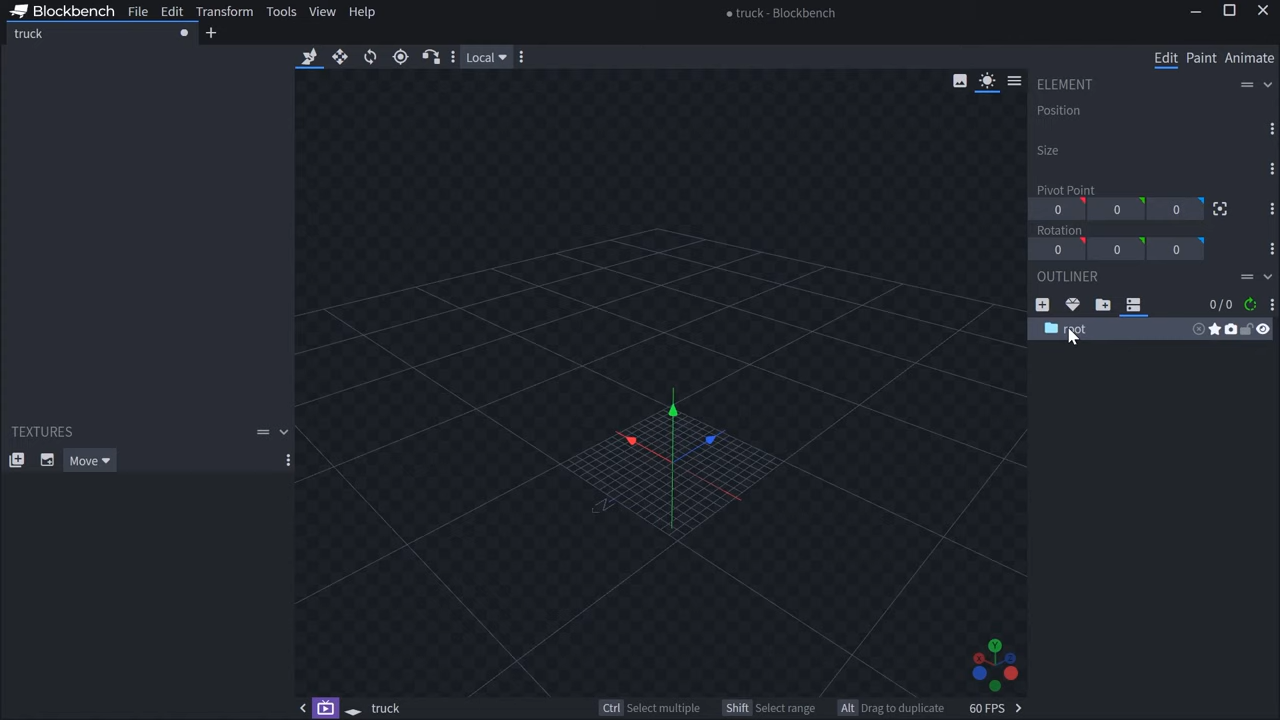 Blockbench File Edit Transform Tools View Help
● truck - Blockbench
truck
Local
Edit Paint Animate
ELEMENT
Position
Size
Pivot Point
0 0 0
Rotation
0 0 0
OUTLINER
0 / 0
root
TEXTURES
Move
Y
X
Z
truck
Ctrl Select multiple Shift Select range Alt Drag to duplicate 60 FPS